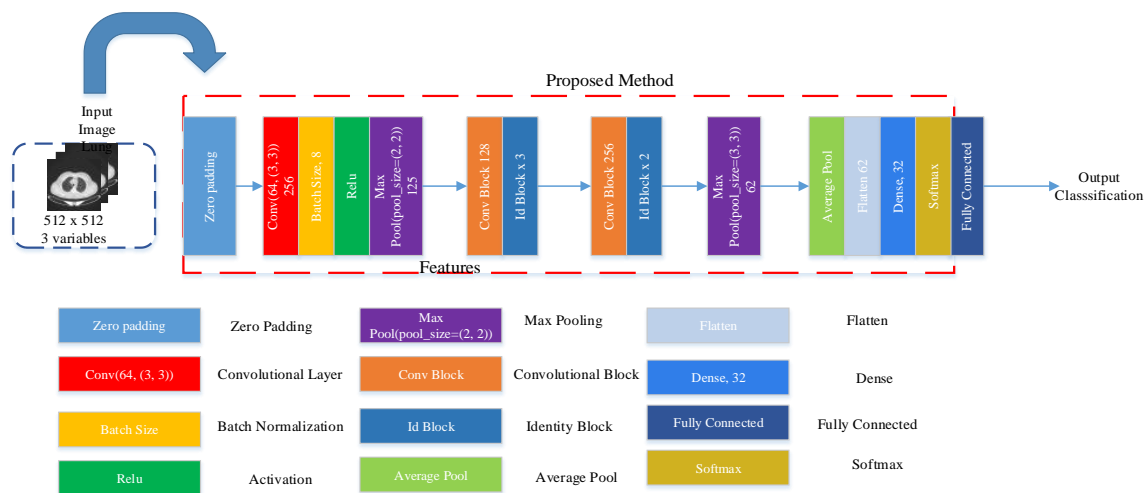 Proposed Method
Input
Image
Lung
512 x 512
3 variables
Zero padding
Conv(64, (3, 3))
256
Batch Size, 8
Relu
Max
Pool(pool_size=(2, 2))
125
Conv Block 128
Id Block x 3
Conv Block 256
Id Block x 2
Max
Pool(pool_size=(3, 3))
62
Average Pool
Flatten 62
Dense, 32
Softmax
Fully Connected
Output
Classsification
Features
Zero padding
Zero Padding
Max
Pool(pool_size=(2, 2))
Max Pooling
Flatten
Flatten
Conv(64, (3, 3))
Convolutional Layer
Conv Block
Convolutional Block
Dense, 32
Dense
Batch Size
Batch Normalization
Id Block
Identity Block
Fully Connected
Fully Connected
Relu
Activation
Average Pool
Average Pool
Softmax
Softmax